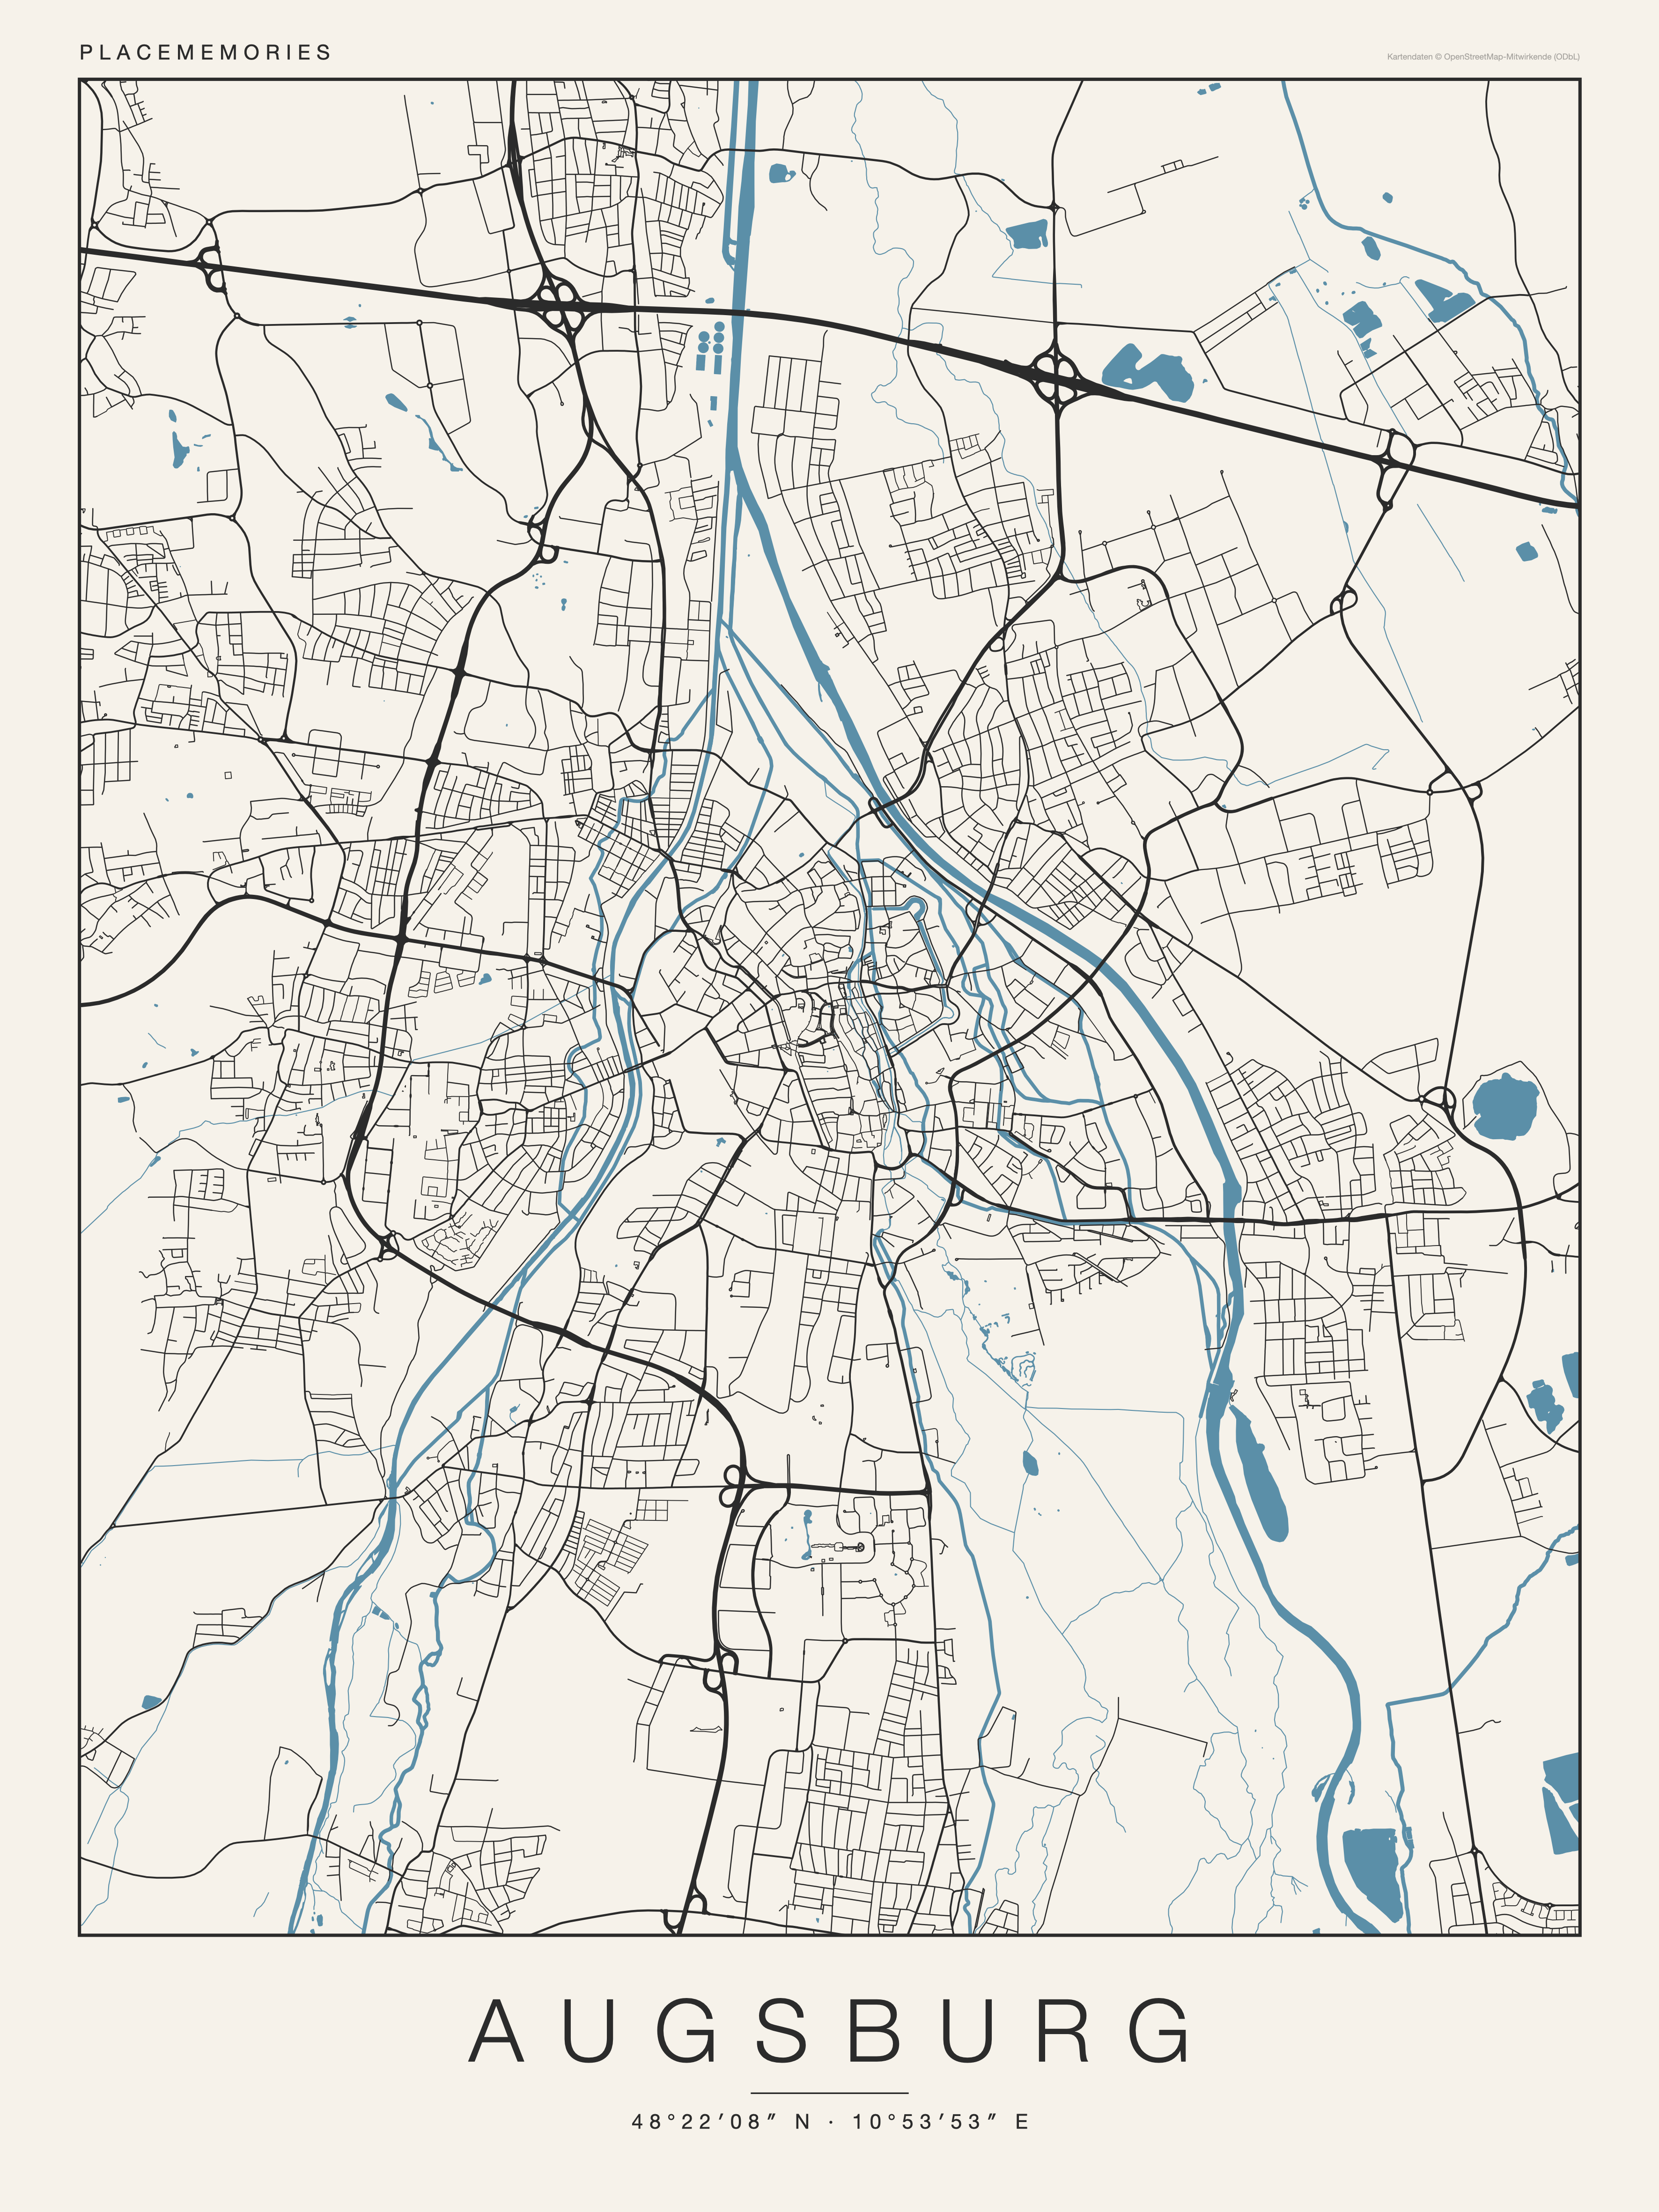 PLACEMEMORIES
Kartendaten © OpenStreetMap-Mitwirkende (ODbL)
AUGSBURG
48°22′08″ N · 10°53′53″ E